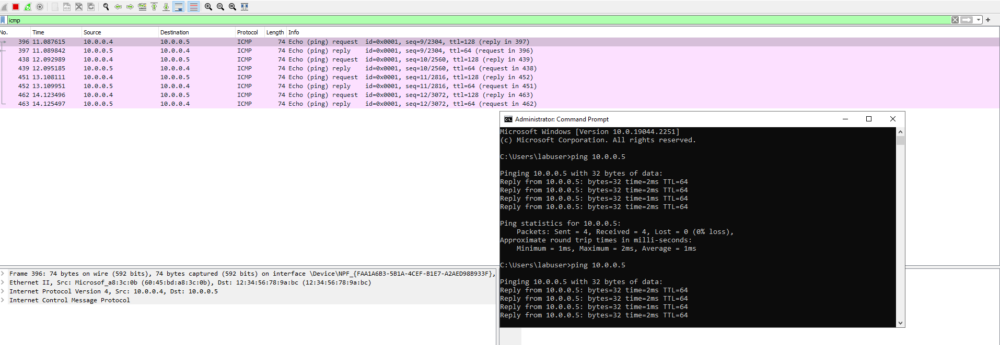 icmp
No. Time Source Destination Protocol Length Info
396 11.087615 10.0.0.4 10.0.0.5 ICMP 74 Echo (ping) request id=0x0001, seq=9/2304, ttl=128 (reply in 397)
397 11.089842 10.0.0.5 10.0.0.4 ICMP 74 Echo (ping) reply id=0x0001, seq=9/2304, ttl=64 (request in 396)
438 12.092989 10.0.0.4 10.0.0.5 ICMP 74 Echo (ping) request id=0x0001, seq=10/2560, ttl=128 (reply in 439)
439 12.095185 10.0.0.5 10.0.0.4 ICMP 74 Echo (ping) reply id=0x0001, seq=10/2560, ttl=64 (request in 438)
451 13.108111 10.0.0.4 10.0.0.5 ICMP 74 Echo (ping) request id=0x0001, seq=11/2816, ttl=128 (reply in 452)
452 13.109951 10.0.0.5 10.0.0.4 ICMP 74 Echo (ping) reply id=0x0001, seq=11/2816, ttl=64 (request in 451)
462 14.123496 10.0.0.4 10.0.0.5 ICMP 74 Echo (ping) request id=0x0001, seq=12/3072, ttl=128 (reply in 463)
463 14.125497 10.0.0.5 10.0.0.4 ICMP 74 Echo (ping) reply id=0x0001, seq=12/3072, ttl=64 (request in 462)
Administrator: Command Prompt
Microsoft Windows [Version 10.0.19044.2251]
(c) Microsoft Corporation. All rights reserved.
C:\Users\labuser>ping 10.0.0.5
Pinging 10.0.0.5 with 32 bytes of data:
Reply from 10.0.0.5: bytes=32 time=2ms TTL=64
Reply from 10.0.0.5: bytes=32 time=2ms TTL=64
Reply from 10.0.0.5: bytes=32 time=1ms TTL=64
Reply from 10.0.0.5: bytes=32 time=2ms TTL=64
Ping statistics for 10.0.0.5:
Packets: Sent = 4, Received = 4, Lost = 0 (0% loss),
Approximate round trip times in milli-seconds:
Minimum = 1ms, Maximum = 2ms, Average = 1ms
C:\Users\labuser>ping 10.0.0.5
Pinging 10.0.0.5 with 32 bytes of data:
Reply from 10.0.0.5: bytes=32 time=2ms TTL=64
Reply from 10.0.0.5: bytes=32 time=2ms TTL=64
Reply from 10.0.0.5: bytes=32 time=1ms TTL=64
Reply from 10.0.0.5: bytes=32 time=2ms TTL=64
Frame 396: 74 bytes on wire (592 bits), 74 bytes captured (592 bits) on interface \Device\NPF_{FAA1A6B3-5B1A-4CEF-B1E7-A2AED98B933F},
Ethernet II, Src: Microsof_a8:3c:0b (60:45:bd:a8:3c:0b), Dst: 12:34:56:78:9a:bc (12:34:56:78:9a:bc)
Internet Protocol Version 4, Src: 10.0.0.4, Dst: 10.0.0.5
Internet Control Message Protocol